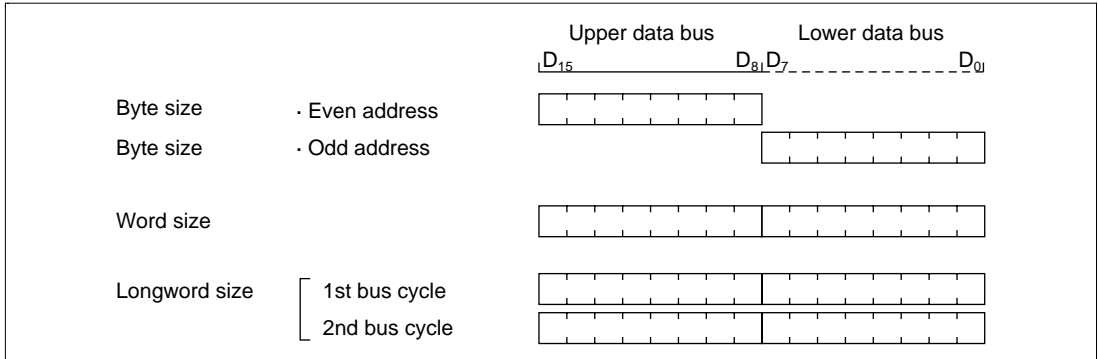 Upper data bus Lower data bus
D15 D8 D7 D0
Byte size · Even address
Byte size · Odd address
Word size
Longword size 1st bus cycle
2nd bus cycle